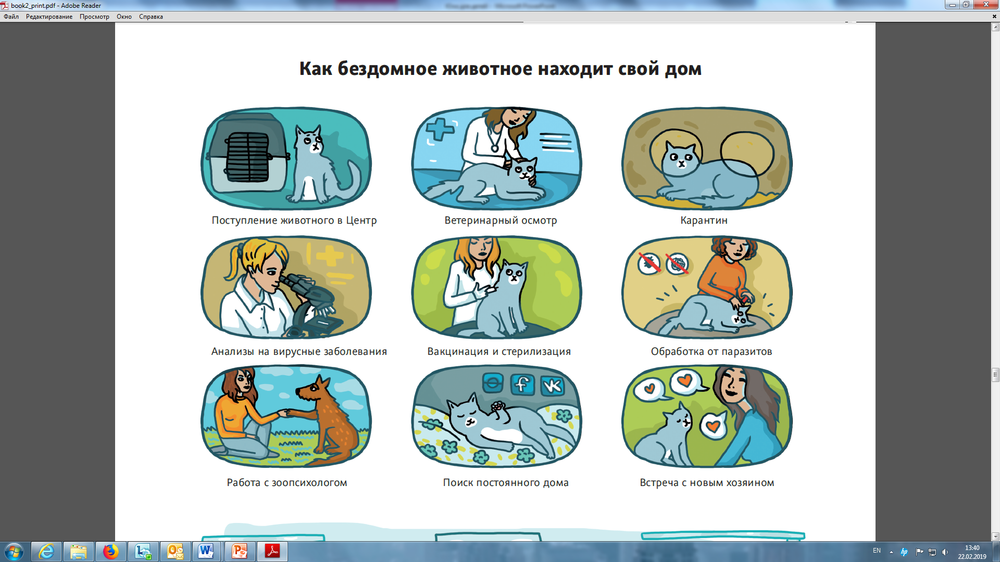 book2_print.pdf - Adobe Reader
Файл Редактирование Просмотр Окно Справка
Как бездомное животное находит свой дом
Поступление животного в Центр
Ветеринарный осмотр
Карантин
Анализы на вирусные заболевания
Вакцинация и стерилизация
Обработка от паразитов
Работа с зоопсихологом
Поиск постоянного дома
Встреча с новым хозяином
EN
13:40
22.02.2019